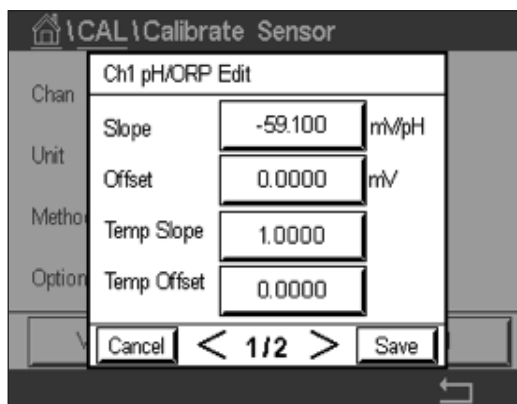 \CAL\Calibrate Sensor
Ch1 pH/ORP Edit
Chan
Slope -59.100 mV/pH
Unit
Offset 0.0000 mV
Temp Slope 1.0000
Option
Temp Offset 0.0000
Cancel < 1/2 > Save